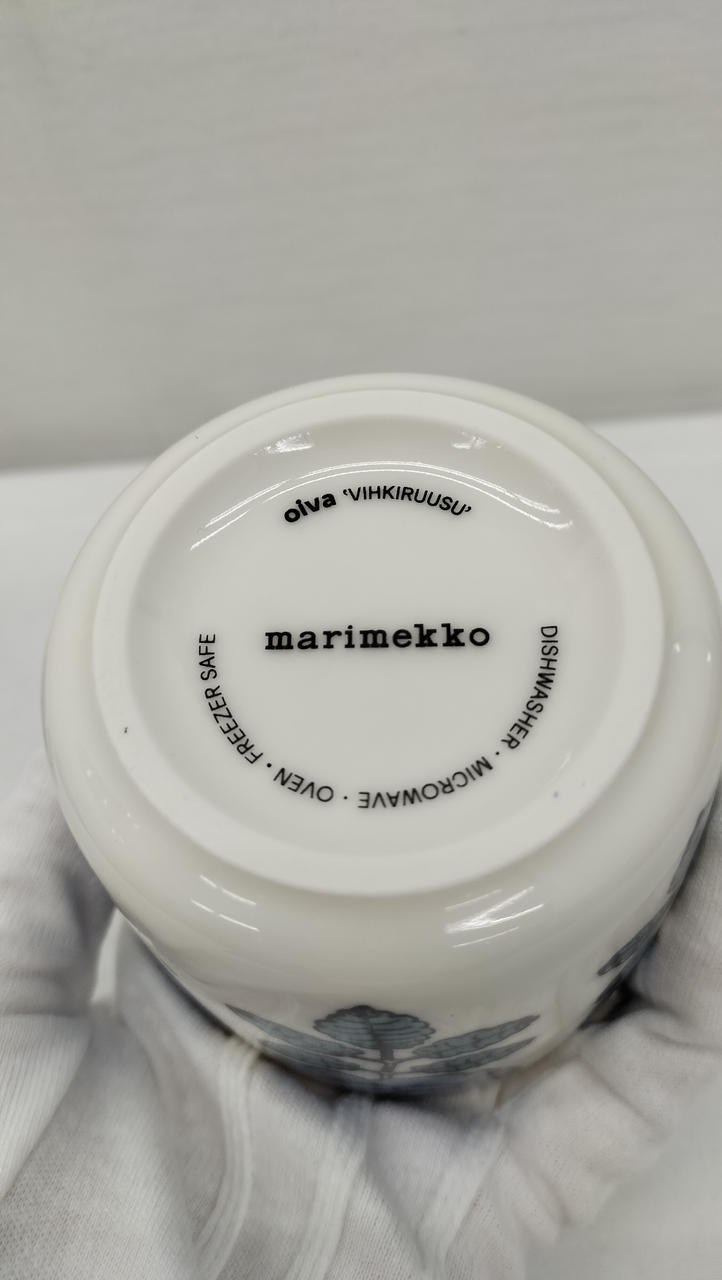 oiva ‘VIHKIRUUSU’
marimekko
DISHWASHER · MICROWAVE · OVEN · FREEZER SAFE